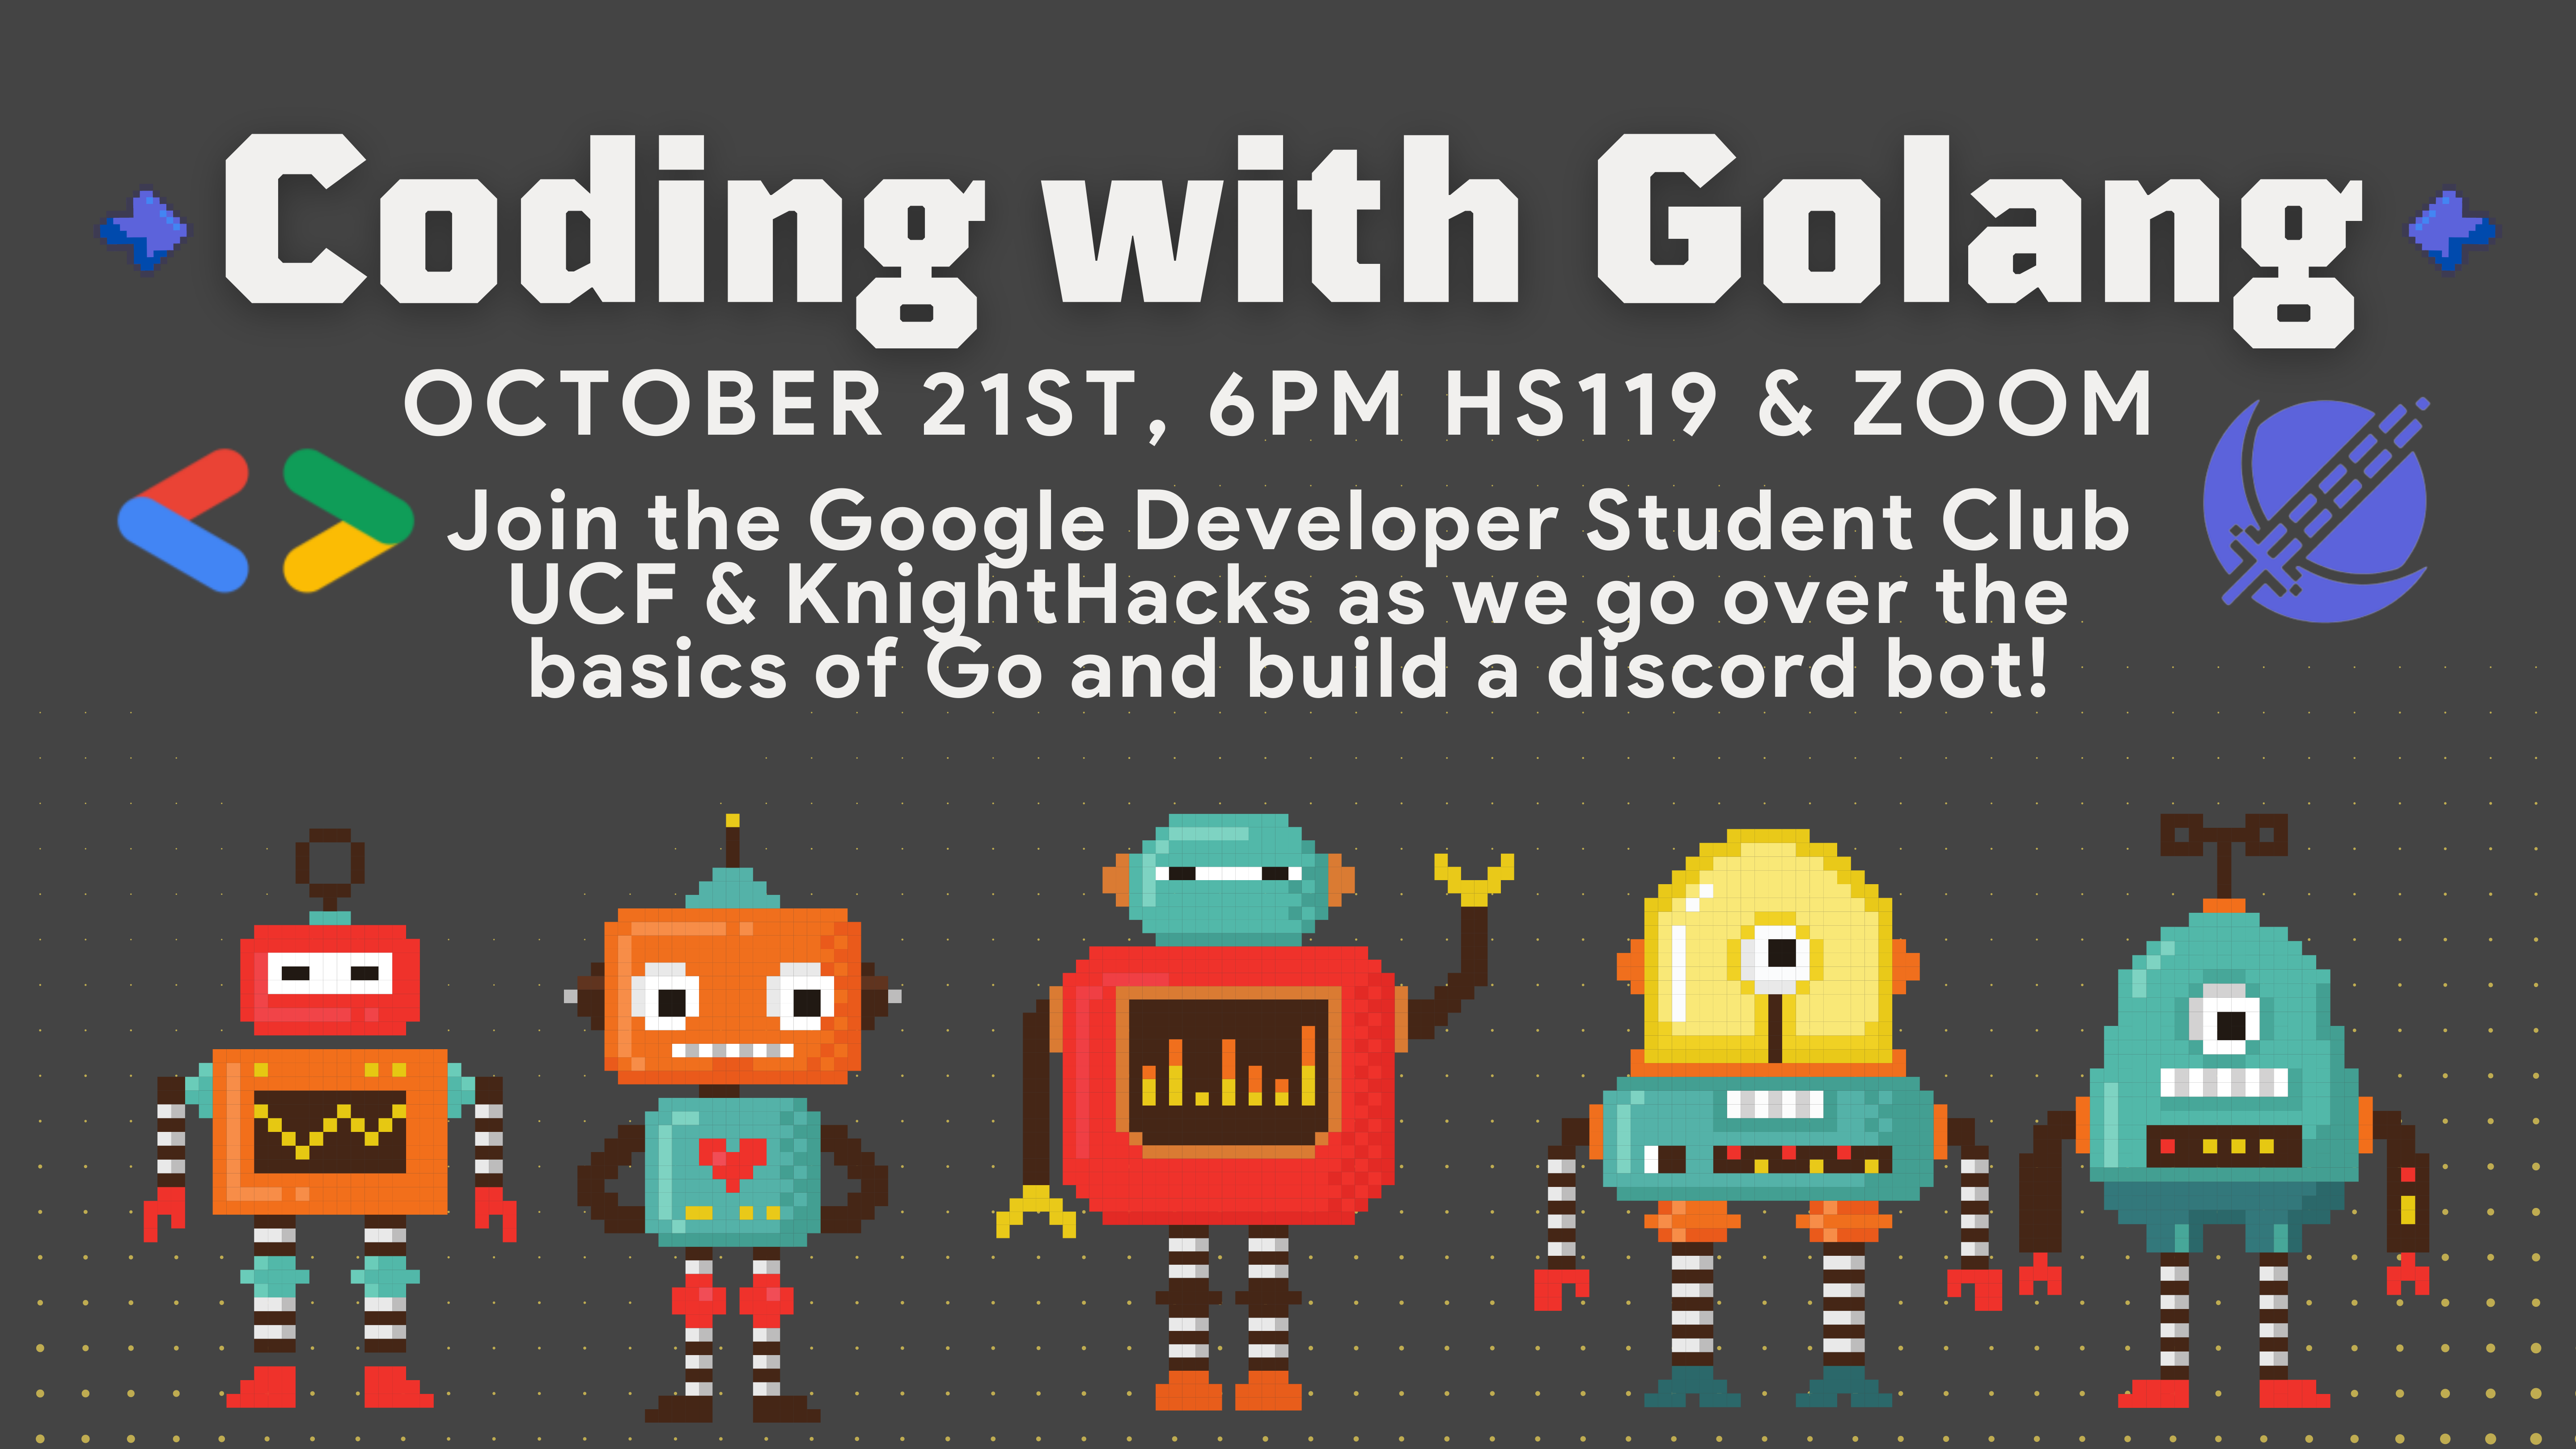 Coding with Golang
OCTOBER 21ST, 6PM HS119 & ZOOM
Join the Google Developer Student Club
UCF & KnightHacks as we go over the
basics of Go and build a discord bot!